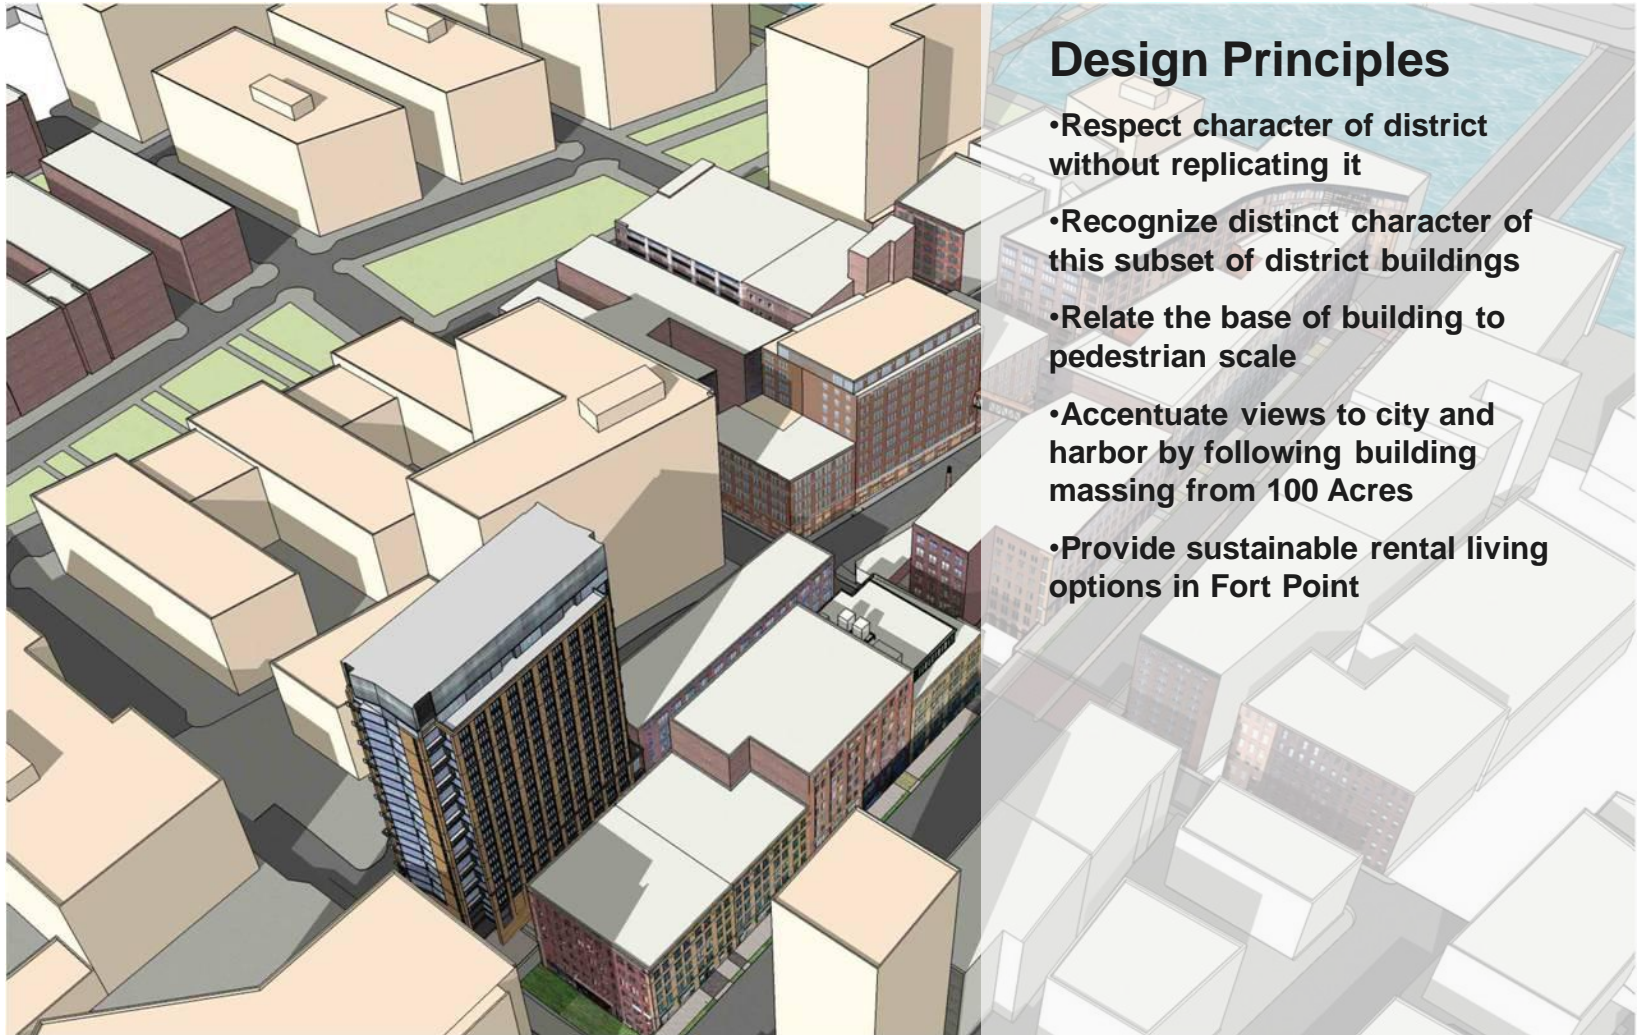 Design Principles
•Respect character of district
without replicating it
•Recognize distinct character of
this subset of district buildings
•Relate the base of building to
pedestrian scale
•Accentuate views to city and
harbor by following building
massing from 100 Acres
•Provide sustainable rental living
options in Fort Point